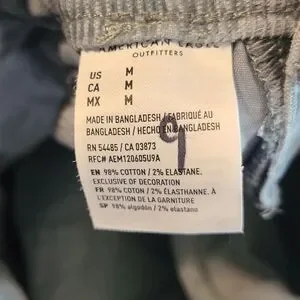 AMERICAN EAGLE
OUTFITTERS
US M
CA M
MX M
MADE IN BANGLADESH / FABRIQUÉ AU
BANGLADESH / HECHO EN BANGLADESH
RN 54485 / CA 03873
RFC# AEM120605U9A
EN 98% COTTON / 2% ELASTANE,
EXCLUSIVE OF DECORATION
FR 98% COTON / 2% ÉLASTHANNE, À
L'EXCEPTION DE LA GARNITURE
SP 98% algodón / 2% elastano
9